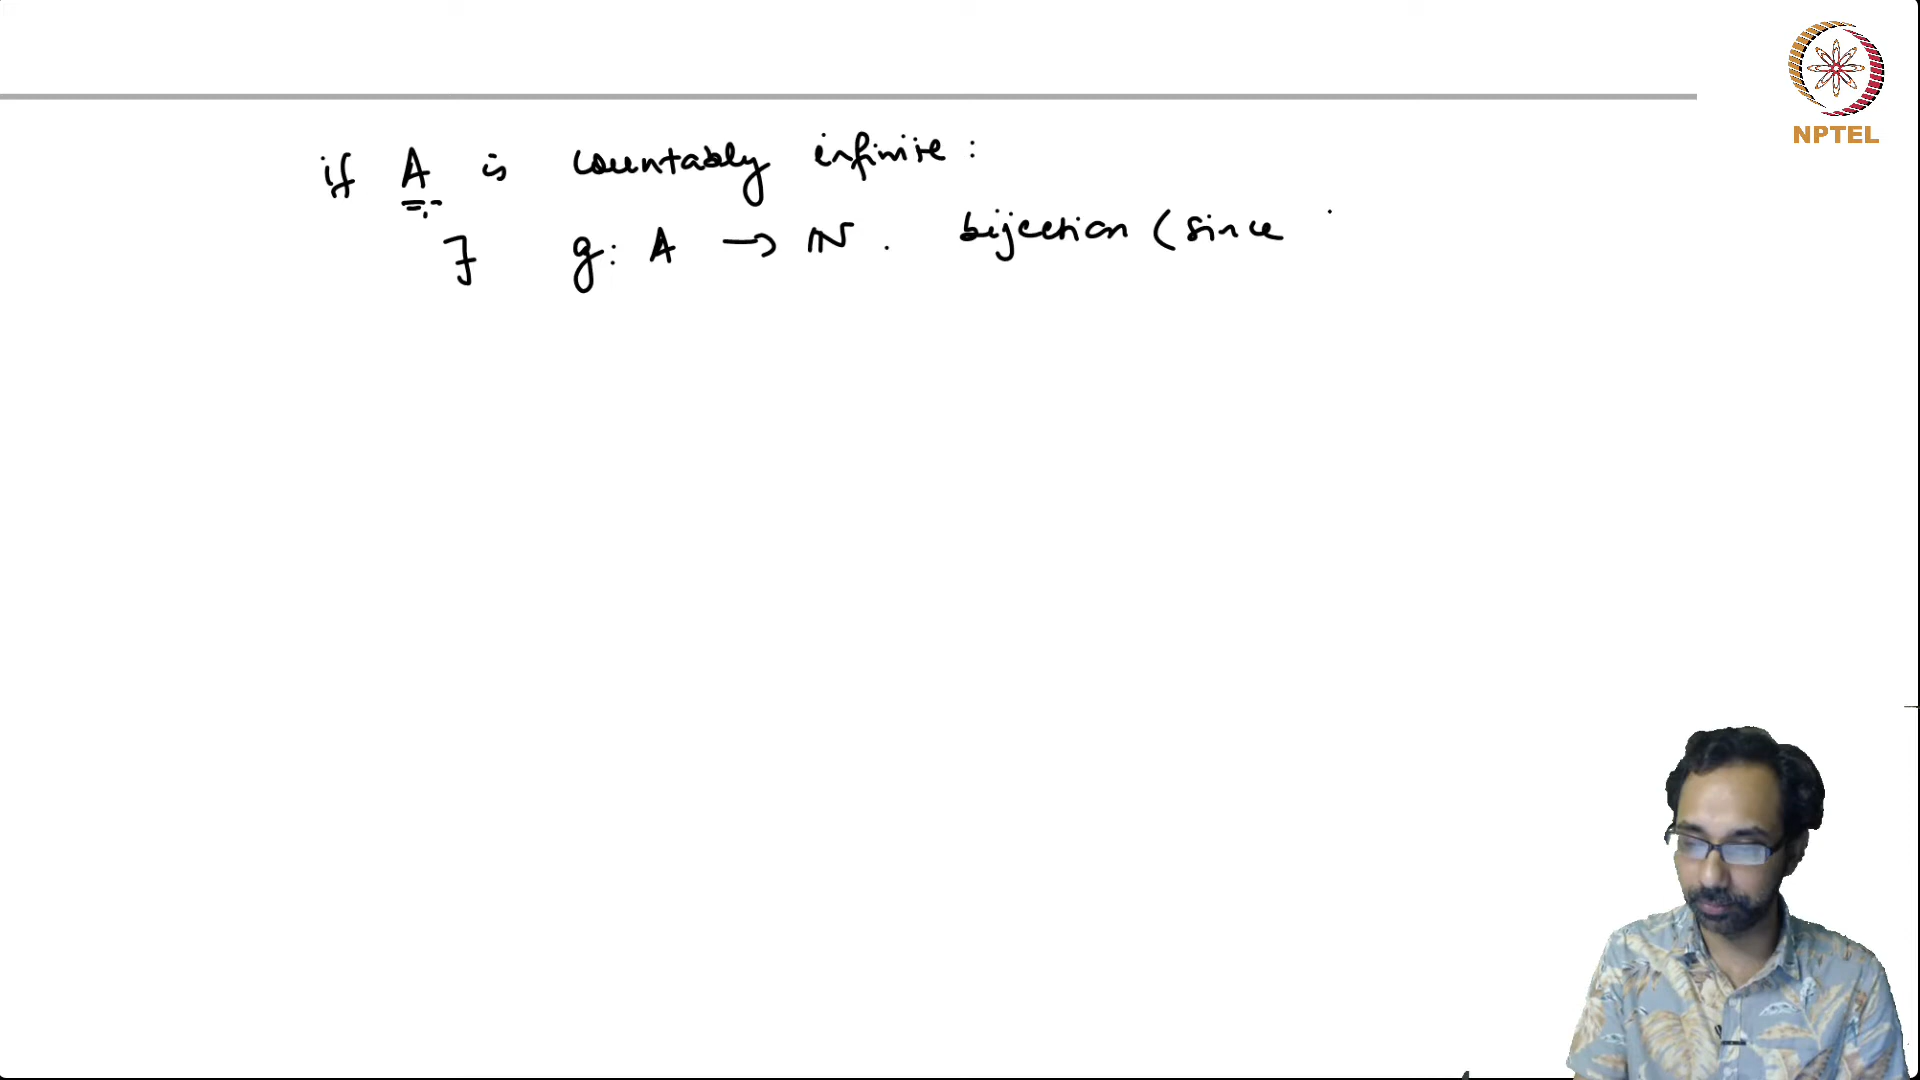 NPTEL
if A is countably infinite:
∃ g: A → ℕ. bijection (since